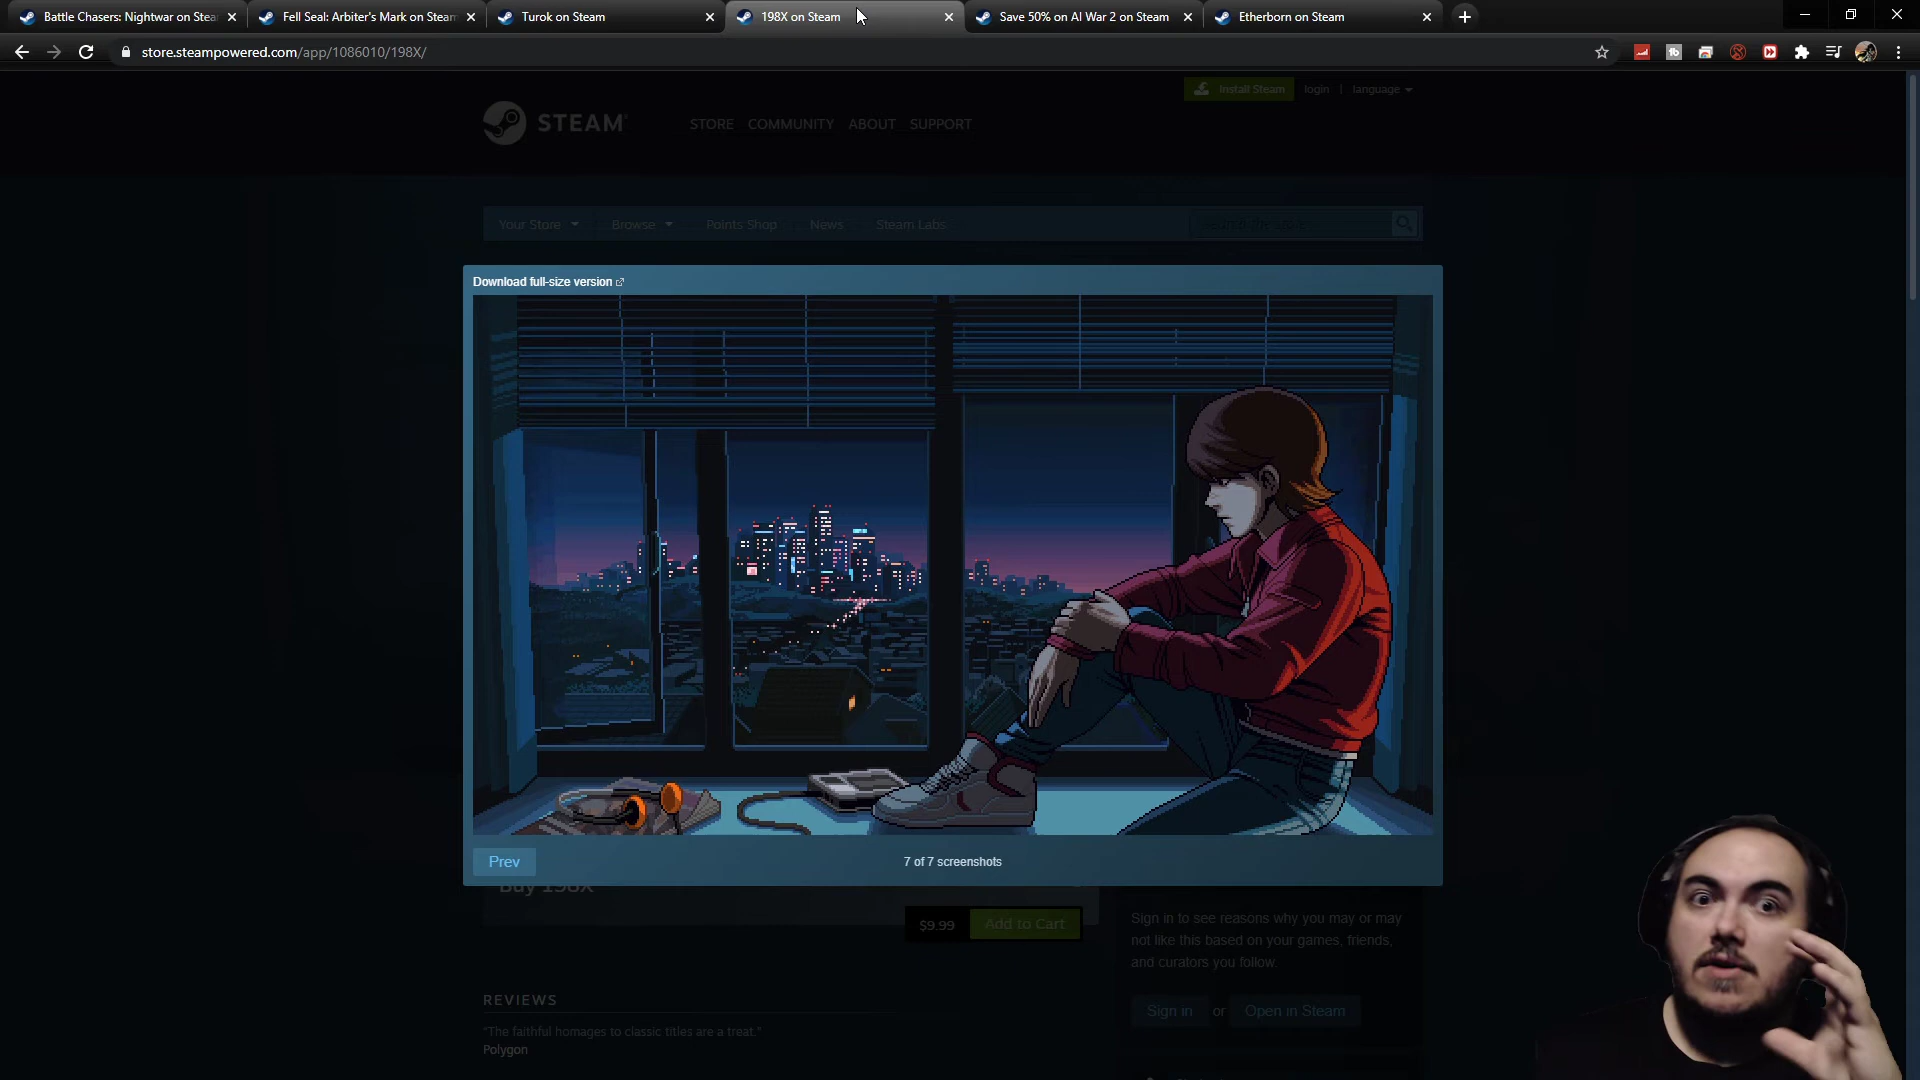 Battle Chasers: Nightwar on Stea
Fell Seal: Arbiter's Mark on Steam
Turok on Steam
198X on Steam
Save 50% on AI War 2 on Steam
Etherborn on Steam
store.steampowered.com/app/1086010/198X/
Install Steam
login
language
STEAM
STORE
COMMUNITY
ABOUT
SUPPORT
Your Store
Browse
Points Shop
News
Steam Labs
Download full-size version
Prev
7 of 7 screenshots
Buy 198X
$9.99
Add to Cart
Sign in to see reasons why you may or may
not like this based on your games, friends,
and curators you follow.
Sign in
or
Open in Steam
REVIEWS
"The faithful homages to classic titles are a treat."
Polygon